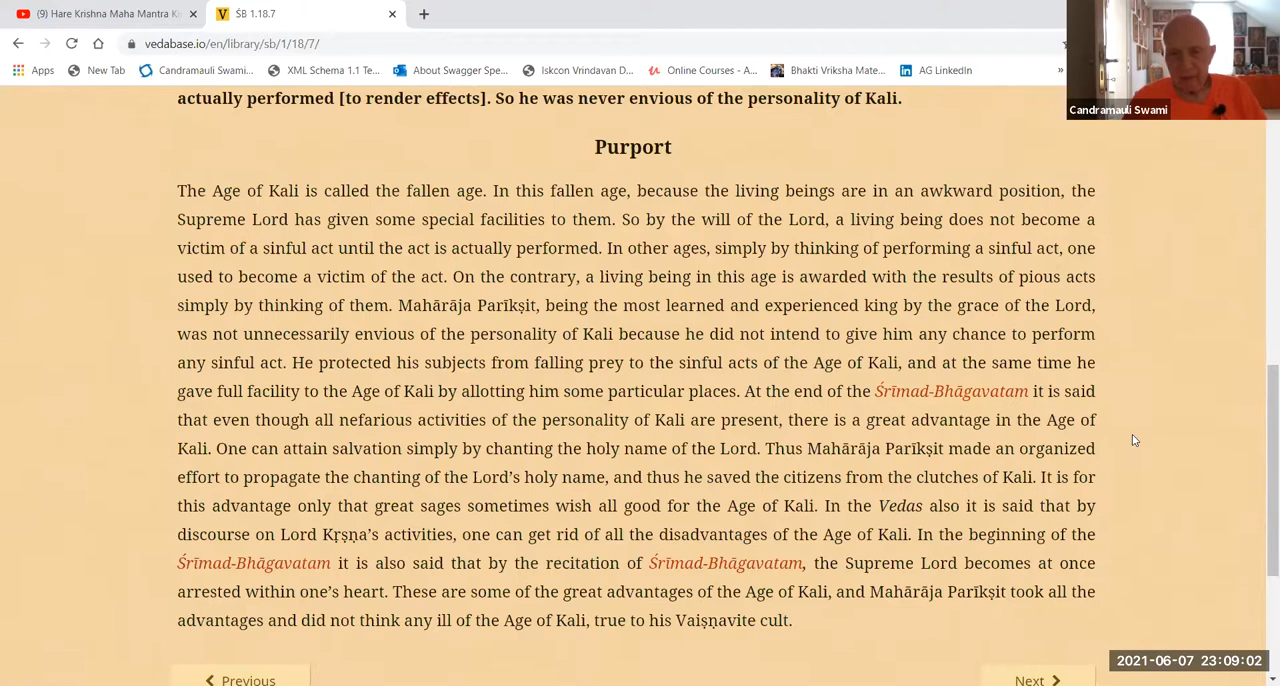 (9) Hare Krishna Maha Mantra Ki
ŚB 1.18.7
vedabase.io/en/library/sb/1/18/7/
Apps
New Tab
Candramauli Swami...
XML Schema 1.1 Te...
About Swagger Spe...
Iskcon Vrindavan D...
Online Courses - A...
Bhakti Vriksha Mate...
AG LinkedIn
»
Candramauli Swami
actually performed [to render effects]. So he was never envious of the personality of Kali.
Purport
The Age of Kali is called the fallen age. In this fallen age, because the living beings are in an awkward position, the
Supreme Lord has given some special facilities to them. So by the will of the Lord, a living being does not become a
victim of a sinful act until the act is actually performed. In other ages, simply by thinking of performing a sinful act, one
used to become a victim of the act. On the contrary, a living being in this age is awarded with the results of pious acts
simply by thinking of them. Mahārāja Parīkṣit, being the most learned and experienced king by the grace of the Lord,
was not unnecessarily envious of the personality of Kali because he did not intend to give him any chance to perform
any sinful act. He protected his subjects from falling prey to the sinful acts of the Age of Kali, and at the same time he
gave full facility to the Age of Kali by allotting him some particular places. At the end of the Śrīmad-Bhāgavatam it is said
that even though all nefarious activities of the personality of Kali are present, there is a great advantage in the Age of
Kali. One can attain salvation simply by chanting the holy name of the Lord. Thus Mahārāja Parīkṣit made an organized
effort to propagate the chanting of the Lord's holy name, and thus he saved the citizens from the clutches of Kali. It is for
this advantage only that great sages sometimes wish all good for the Age of Kali. In the Vedas also it is said that by
discourse on Lord Kṛṣṇa's activities, one can get rid of all the disadvantages of the Age of Kali. In the beginning of the
Śrīmad-Bhāgavatam it is also said that by the recitation of Śrīmad-Bhāgavatam, the Supreme Lord becomes at once
arrested within one's heart. These are some of the great advantages of the Age of Kali, and Mahārāja Parīkṣit took all the
advantages and did not think any ill of the Age of Kali, true to his Vaiṣṇavite cult.
2021-06-07 23:09:02
Previous
Next